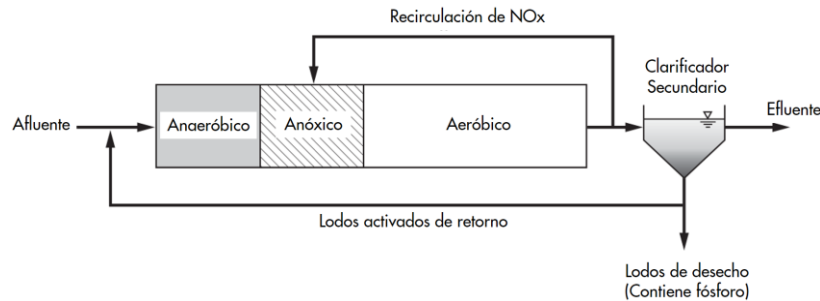 Recirculación de NOx
Clarificador
Secundario
Afluente
Anaeróbico
Anóxico
Aeróbico
Efluente
Lodos activados de retorno
Lodos de desecho
(Contiene fósforo)